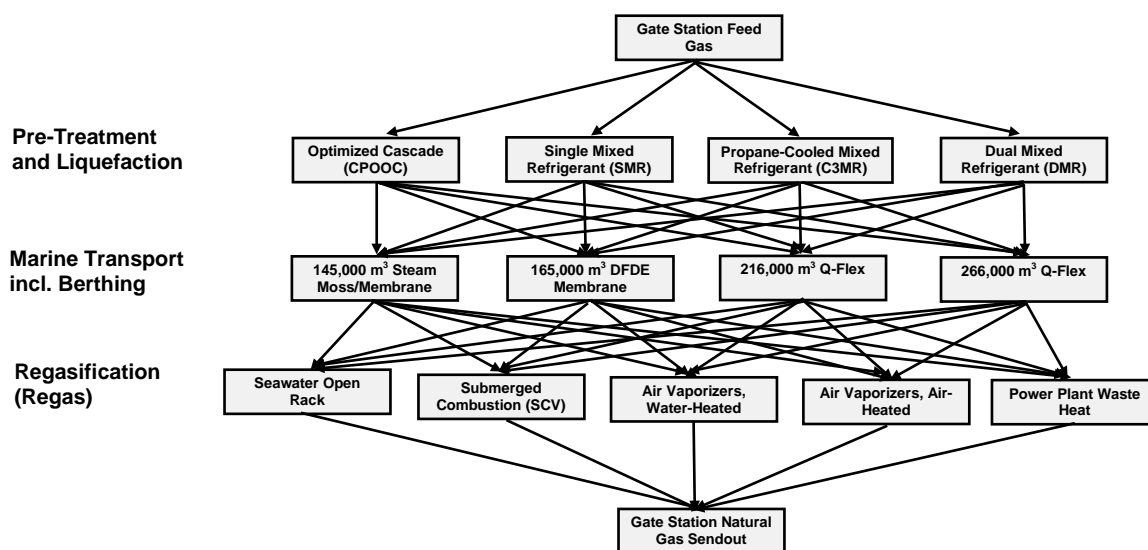 Gate Station Feed
Gas
Pre-Treatment
and Liquefaction
Optimized Cascade
(CPOOC)
Single Mixed
Refrigerant (SMR)
Propane-Cooled Mixed
Refrigerant (C3MR)
Dual Mixed
Refrigerant (DMR)
Marine Transport
incl. Berthing
145,000 m³ Steam
Moss/Membrane
165,000 m³ DFDE
Membrane
216,000 m³ Q-Flex
266,000 m³ Q-Flex
Regasification
(Regas)
Seawater Open
Rack
Submerged
Combustion (SCV)
Air Vaporizers,
Water-Heated
Air Vaporizers, Air-
Heated
Power Plant Waste
Heat
Gate Station Natural
Gas Sendout